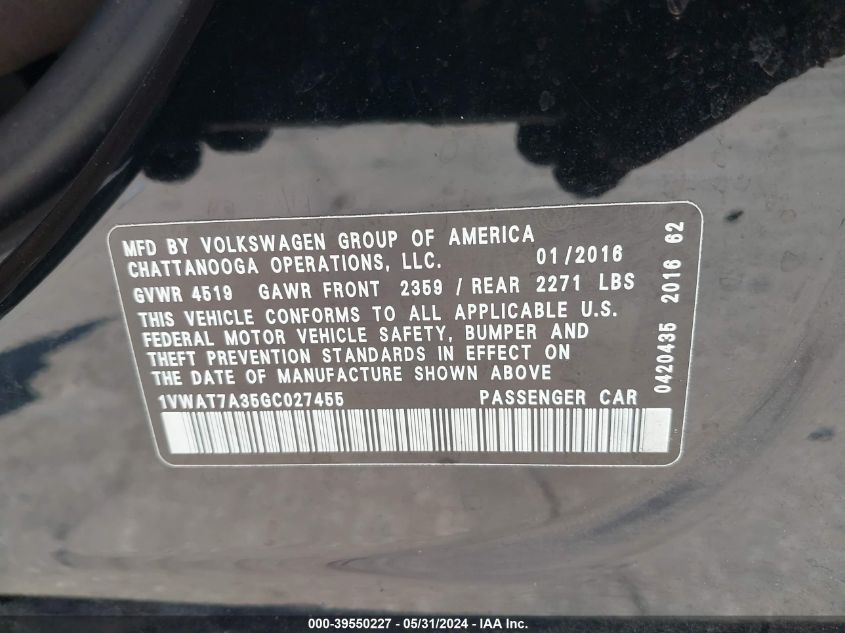 MFD BY VOLKSWAGEN GROUP OF AMERICA
CHATTANOOGA OPERATIONS, LLC. 01/2016
GVWR 4519 GAWR FRONT 2359 / REAR 2271 LBS
THIS VEHICLE CONFORMS TO ALL APPLICABLE U.S.
FEDERAL MOTOR VEHICLE SAFETY, BUMPER AND
THEFT PREVENTION STANDARDS IN EFFECT ON
THE DATE OF MANUFACTURE SHOWN ABOVE
1VWAT7A35GC027455 PASSENGER CAR
0420435 2016 62
000-39550227 - 05/31/2024 - IAA Inc.